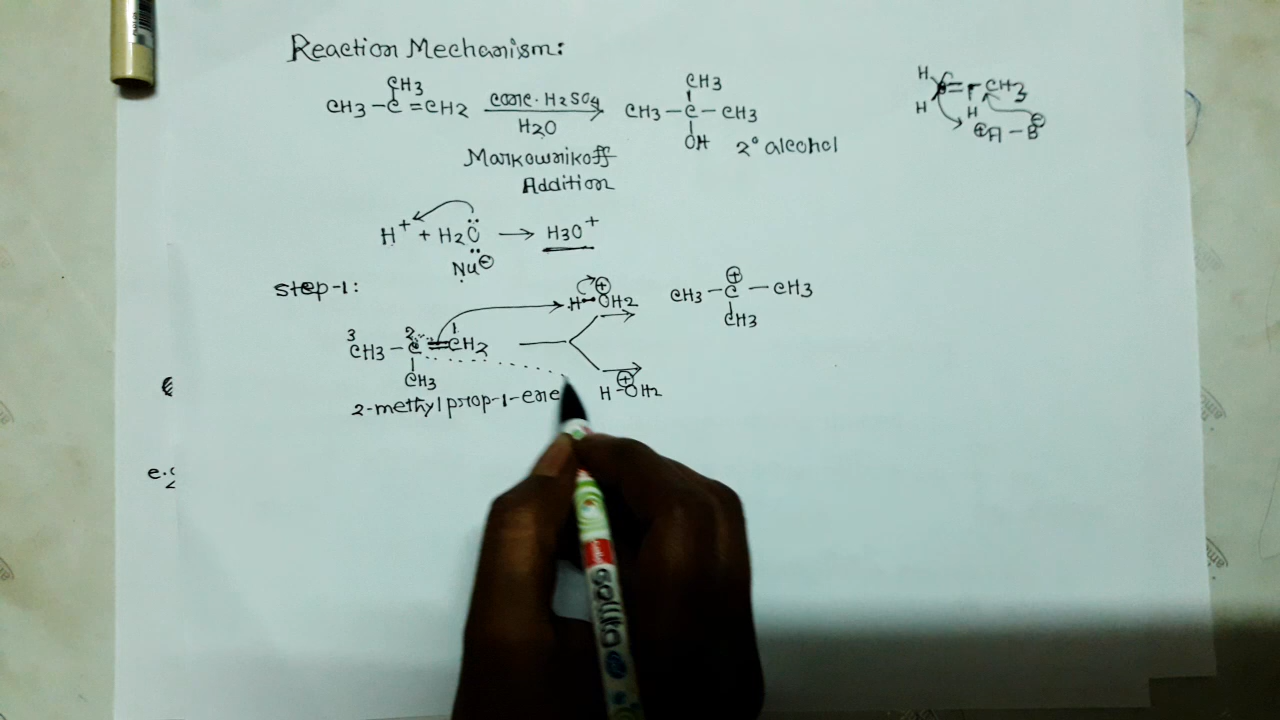 Reaction Mechanism:
CH3
CH3 - C = CH2 conc. H2SO4 CH3 - C - CH3
H2O
CH3
OH 2° alcohol
Markownikoff
Addition
H
H
C = CH3
H
⊕A - B⊖
H+ + H2O → H3O+
Nu⊖
step-1:
H - OH2 ⊕
CH3 - C - CH3 ⊕
CH3
3 2 1
CH3 - C = CH2
CH3
H - OH2 ⊕
2-methylprop-1-ene
e.g